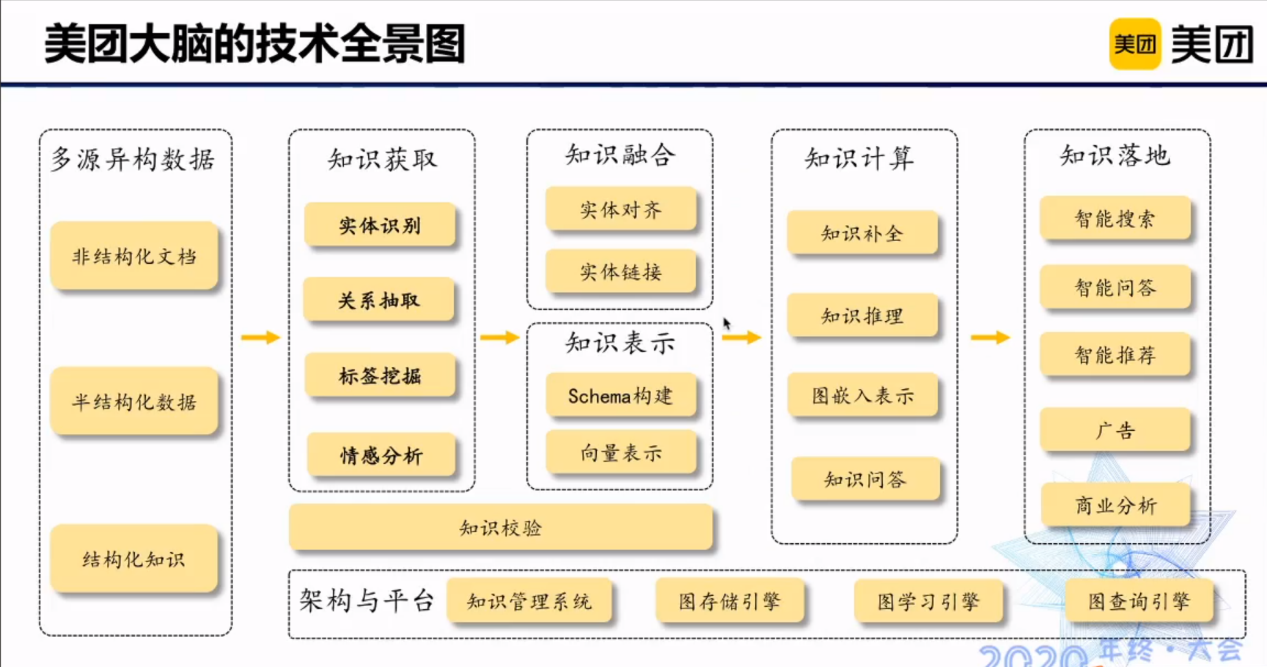 美团大脑的技术全景图
美团 美团
多源异构数据
非结构化文档
半结构化数据
结构化知识
知识获取
实体识别
关系抽取
标签挖掘
情感分析
知识融合
实体对齐
实体链接
知识表示
Schema构建
向量表示
知识校验
知识计算
知识补全
知识推理
图嵌入表示
知识问答
知识落地
智能搜索
智能问答
智能推荐
广告
商业分析
架构与平台
知识管理系统
图存储引擎
图学习引擎
图查询引擎
2020 年终·大会